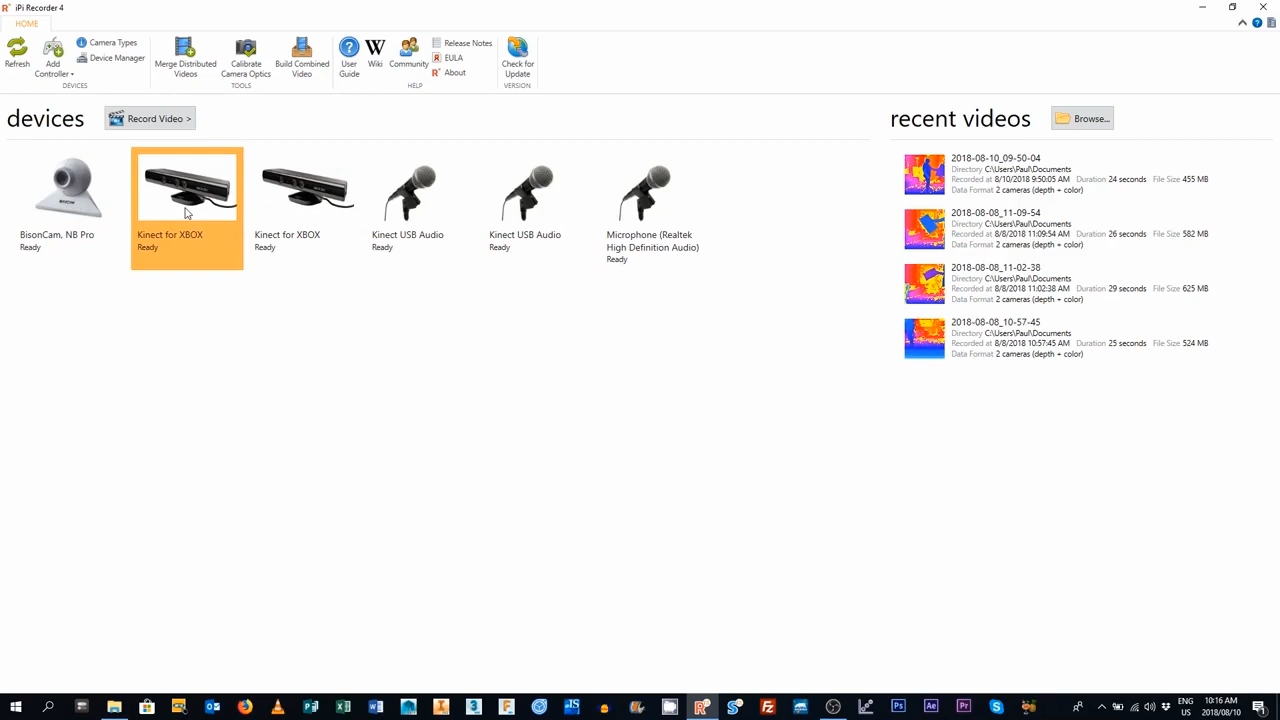 iPi Recorder 4
HOME
Refresh
Add
Controller
Camera Types
Device Manager
DEVICES
Merge Distributed
Videos
Calibrate
Camera Optics
Build Combined
Video
TOOLS
User
Guide
Wiki
Community
Release Notes
EULA
About
HELP
Check for
Update
VERSION
devices
Record Video >
BisonCam, NB Pro
Ready
Kinect for XBOX
Ready
Kinect for XBOX
Ready
Kinect USB Audio
Ready
Kinect USB Audio
Ready
Microphone (Realtek
High Definition Audio)
Ready
recent videos
Browse...
2018-08-10_09-50-04
Directory C:\Users\Paul\Documents
Recorded at 8/10/2018 9:50:05 AM Duration 24 seconds File Size 455 MB
Data Format 2 cameras (depth + color)
2018-08-08_11-09-54
Directory C:\Users\Paul\Documents
Recorded at 8/8/2018 11:09:54 AM Duration 26 seconds File Size 582 MB
Data Format 2 cameras (depth + color)
2018-08-08_11-02-38
Directory C:\Users\Paul\Documents
Recorded at 8/8/2018 11:02:38 AM Duration 29 seconds File Size 625 MB
Data Format 2 cameras (depth + color)
2018-08-08_10-57-45
Directory C:\Users\Paul\Documents
Recorded at 8/8/2018 10:57:45 AM Duration 25 seconds File Size 524 MB
Data Format 2 cameras (depth + color)
ENG
US
10:16 AM
2018/08/10